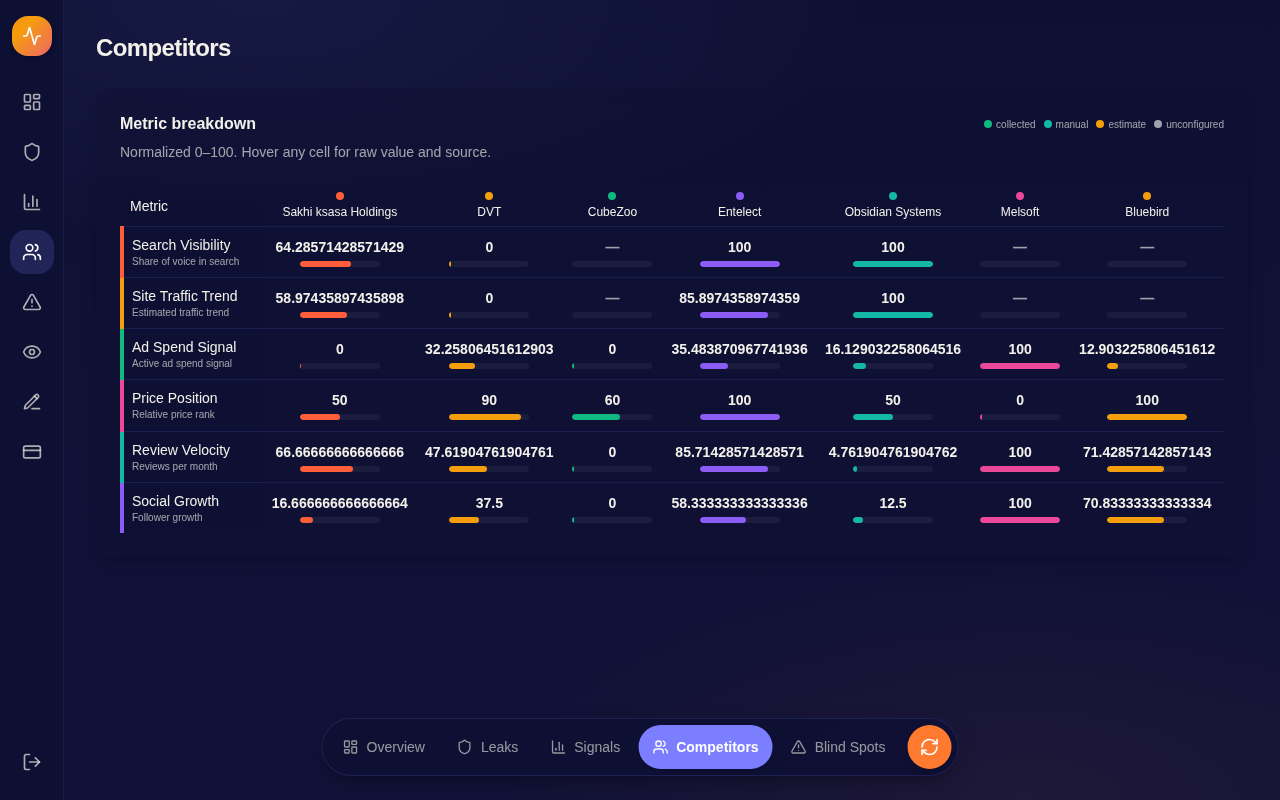 Competitors
Metric breakdown
collected manual estimate unconfigured
Normalized 0–100. Hover any cell for raw value and source.
Metric Sakhi ksasa Holdings DVT CubeZoo Entelect Obsidian Systems Melsoft Bluebird
Search Visibility 64.28571428571429 0 — 100 100 — —
Share of voice in search
Site Traffic Trend 58.97435897435898 0 — 85.8974358974359 100 — —
Estimated traffic trend
Ad Spend Signal 0 32.25806451612903 0 35.483870967741936 16.129032258064516 100 12.903225806451612
Active ad spend signal
Price Position 50 90 60 100 50 0 100
Relative price rank
Review Velocity 66.66666666666666 47.61904761904761 0 85.71428571428571 4.761904761904762 100 71.42857142857143
Reviews per month
Social Growth 16.666666666666664 37.5 0 58.333333333333336 12.5 100 70.83333333333334
Follower growth
Overview Leaks Signals Competitors Blind Spots